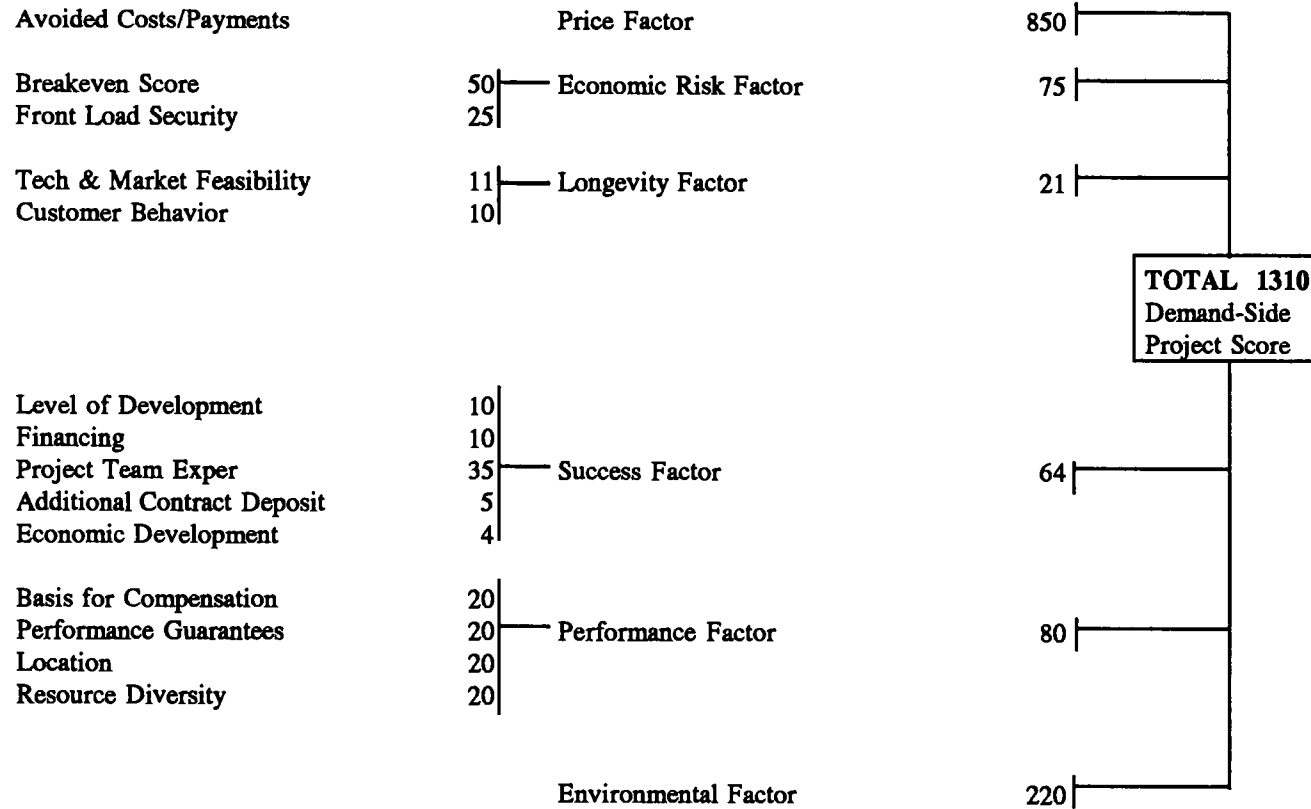 Avoided Costs/Payments Price Factor 850
Breakeven Score 50 Economic Risk Factor 75
Front Load Security 25
Tech & Market Feasibility 11 Longevity Factor 21
Customer Behavior 10
TOTAL 1310
Demand-Side
Project Score
Level of Development 10
Financing 10
Project Team Exper 35 Success Factor 64
Additional Contract Deposit 5
Economic Development 4
Basis for Compensation 20
Performance Guarantees 20 Performance Factor 80
Location 20
Resource Diversity 20
Environmental Factor 220